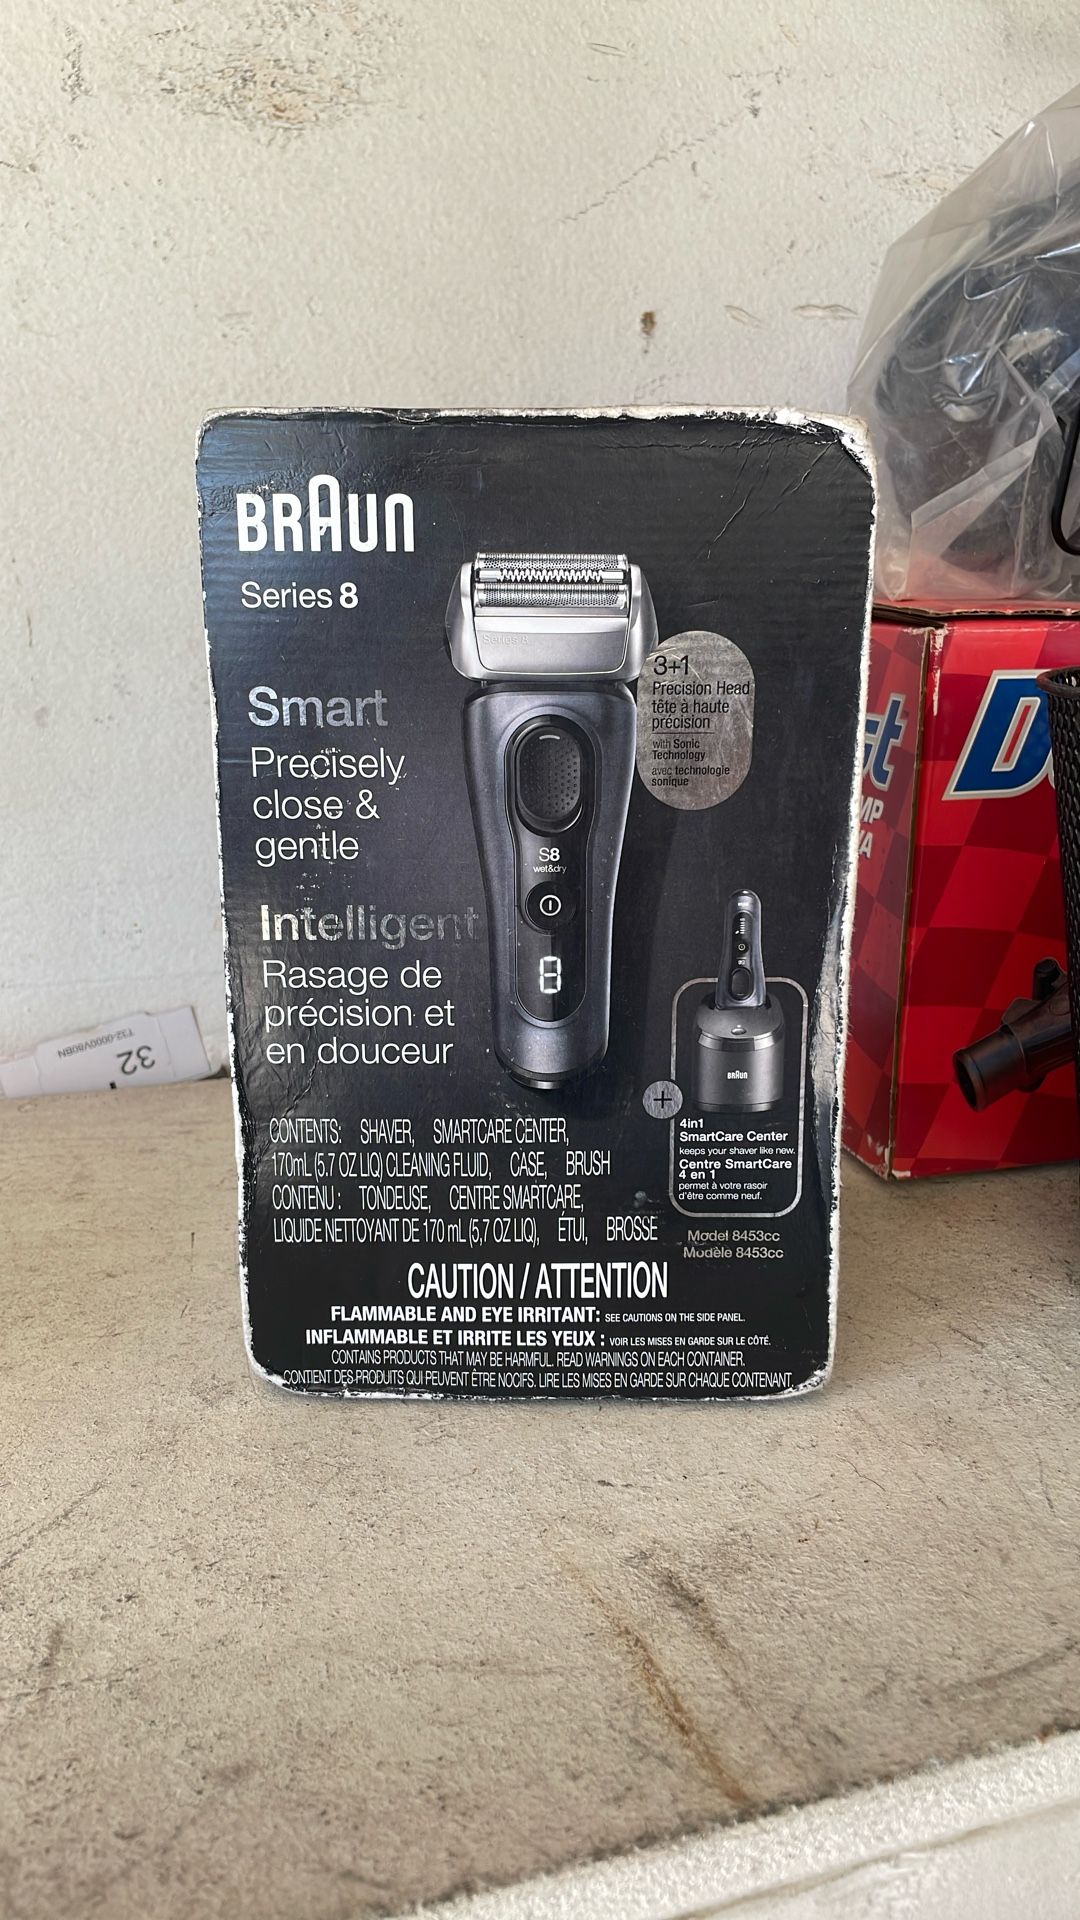 BRAUN
Series 8
Series 8
Smart
Precisely
close &
gentle
Intelligent
Rasage de
précision et
en douceur
3+1
Precision Head
tête à haute
précision
with Sonic
Technology
avec technologie
sonique
S8
wet&dry
8
BRAUN
+
4in1
SmartCare Center
keeps your shaver like new.
Centre SmartCare
4 en 1
permet à votre rasoir
d'être comme neuf.
CONTENTS: SHAVER, SMARTCARE CENTER,
170mL (5.7 OZ LIQ) CLEANING FLUID, CASE, BRUSH
CONTENU : TONDEUSE, CENTRE SMARTCARE,
LIQUIDE NETTOYANT DE 170 mL (5,7 OZ LIQ), ÉTUI, BROSSE
Model 8453cc
Modèle 8453cc
CAUTION / ATTENTION
FLAMMABLE AND EYE IRRITANT: SEE CAUTIONS ON THE SIDE PANEL.
INFLAMMABLE ET IRRITE LES YEUX : VOIR LES MISES EN GARDE SUR LE CÔTÉ.
CONTAINS PRODUCTS THAT MAY BE HARMFUL. READ WARNINGS ON EACH CONTAINER.
CONTIENT DES PRODUITS QUI PEUVENT ÊTRE NOCIFS. LIRE LES MISES EN GARDE SUR CHAQUE CONTENANT.
32